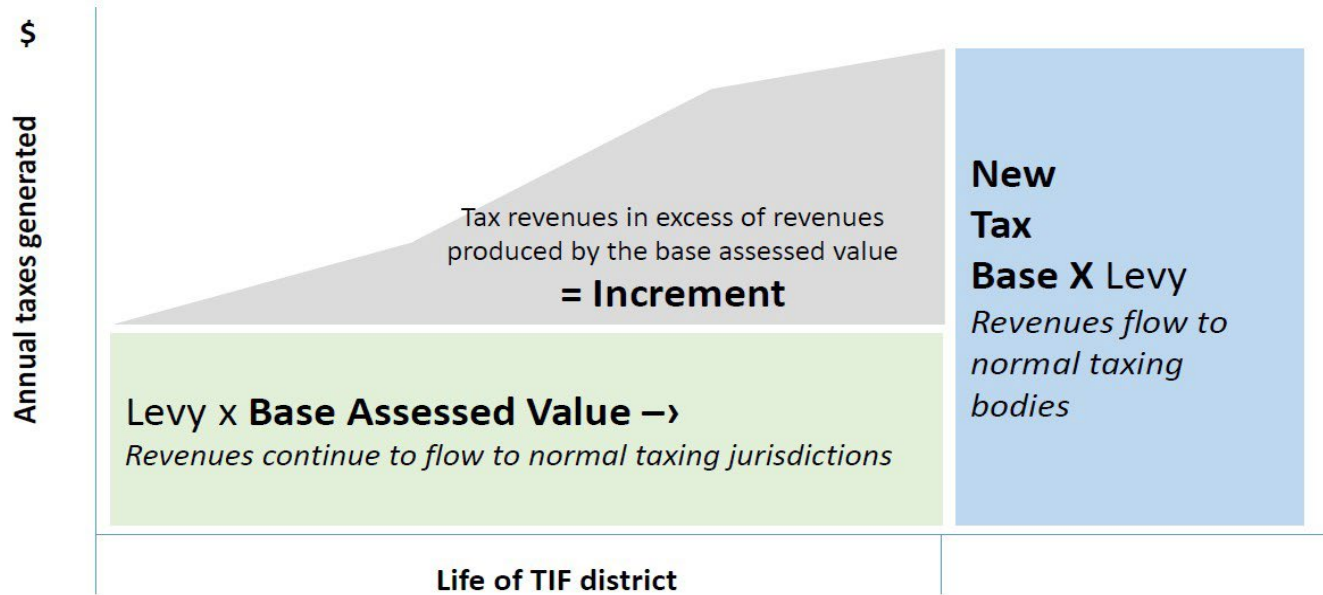 $
Annual taxes generated
Tax revenues in excess of revenues
produced by the base assessed value
= Increment
Levy x Base Assessed Value –›
Revenues continue to flow to normal taxing jurisdictions
New
Tax
Base X Levy
Revenues flow to
normal taxing
bodies
Life of TIF district